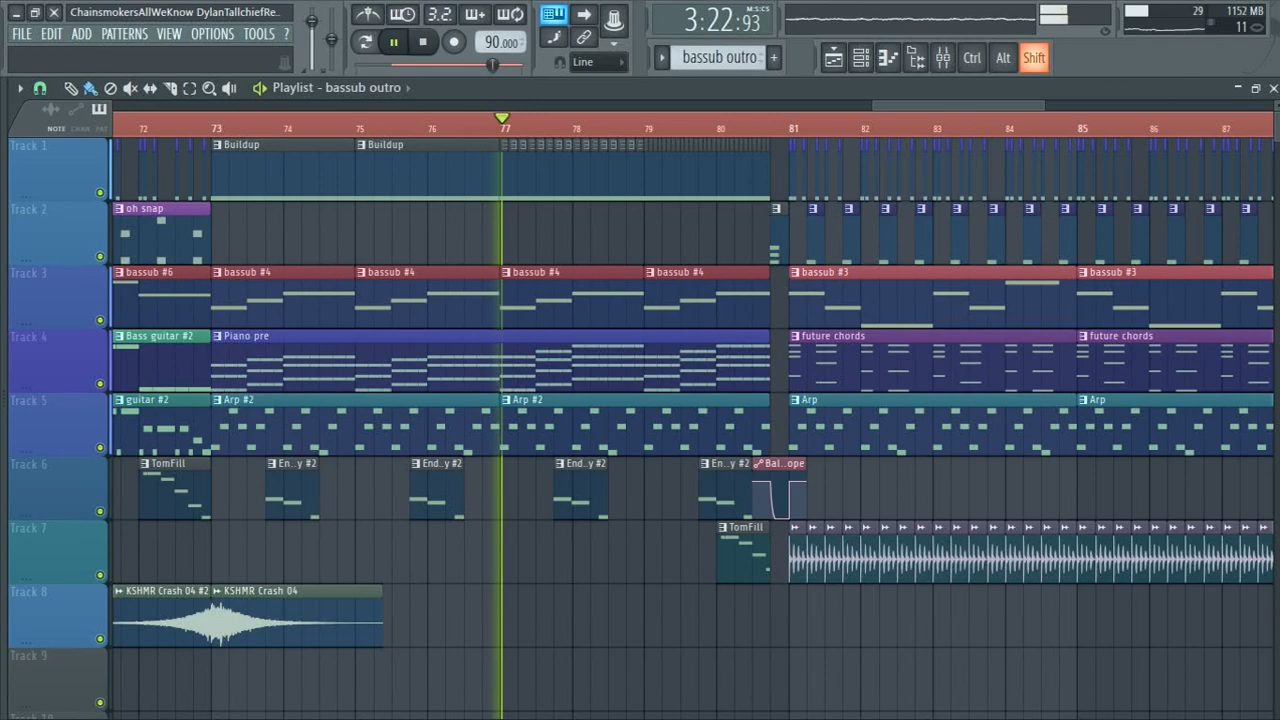 ChainsmokersAllWeKnow DylanTallchiefRe..
FILE EDIT ADD PATTERNS VIEW OPTIONS TOOLS ?
3.2.
90.000
Line
3:22:93
M:S:CS
bassub outro
+
29
1152 MB
11
Ctrl Alt Shift
Playlist - bassub outro
NOTE CHAN PAT
72 73 74 75 76 77 78 79 80 81 82 83 84 85 86 87
Track 1 Buildup Buildup
Track 2 oh snap
Track 3 bassub #6 bassub #4 bassub #4 bassub #4 bassub #4 bassub #3 bassub #3
Track 4 Bass guitar #2 Piano pre future chords future chords
Track 5 guitar #2 Arp #2 Arp #2 Arp Arp
Track 6 TomFill En..y #2 End..y #2 End..y #2 En..y #2 Bal..ope
Track 7 TomFill
Track 8 KSHMR Crash 04 #2 KSHMR Crash 04
Track 9